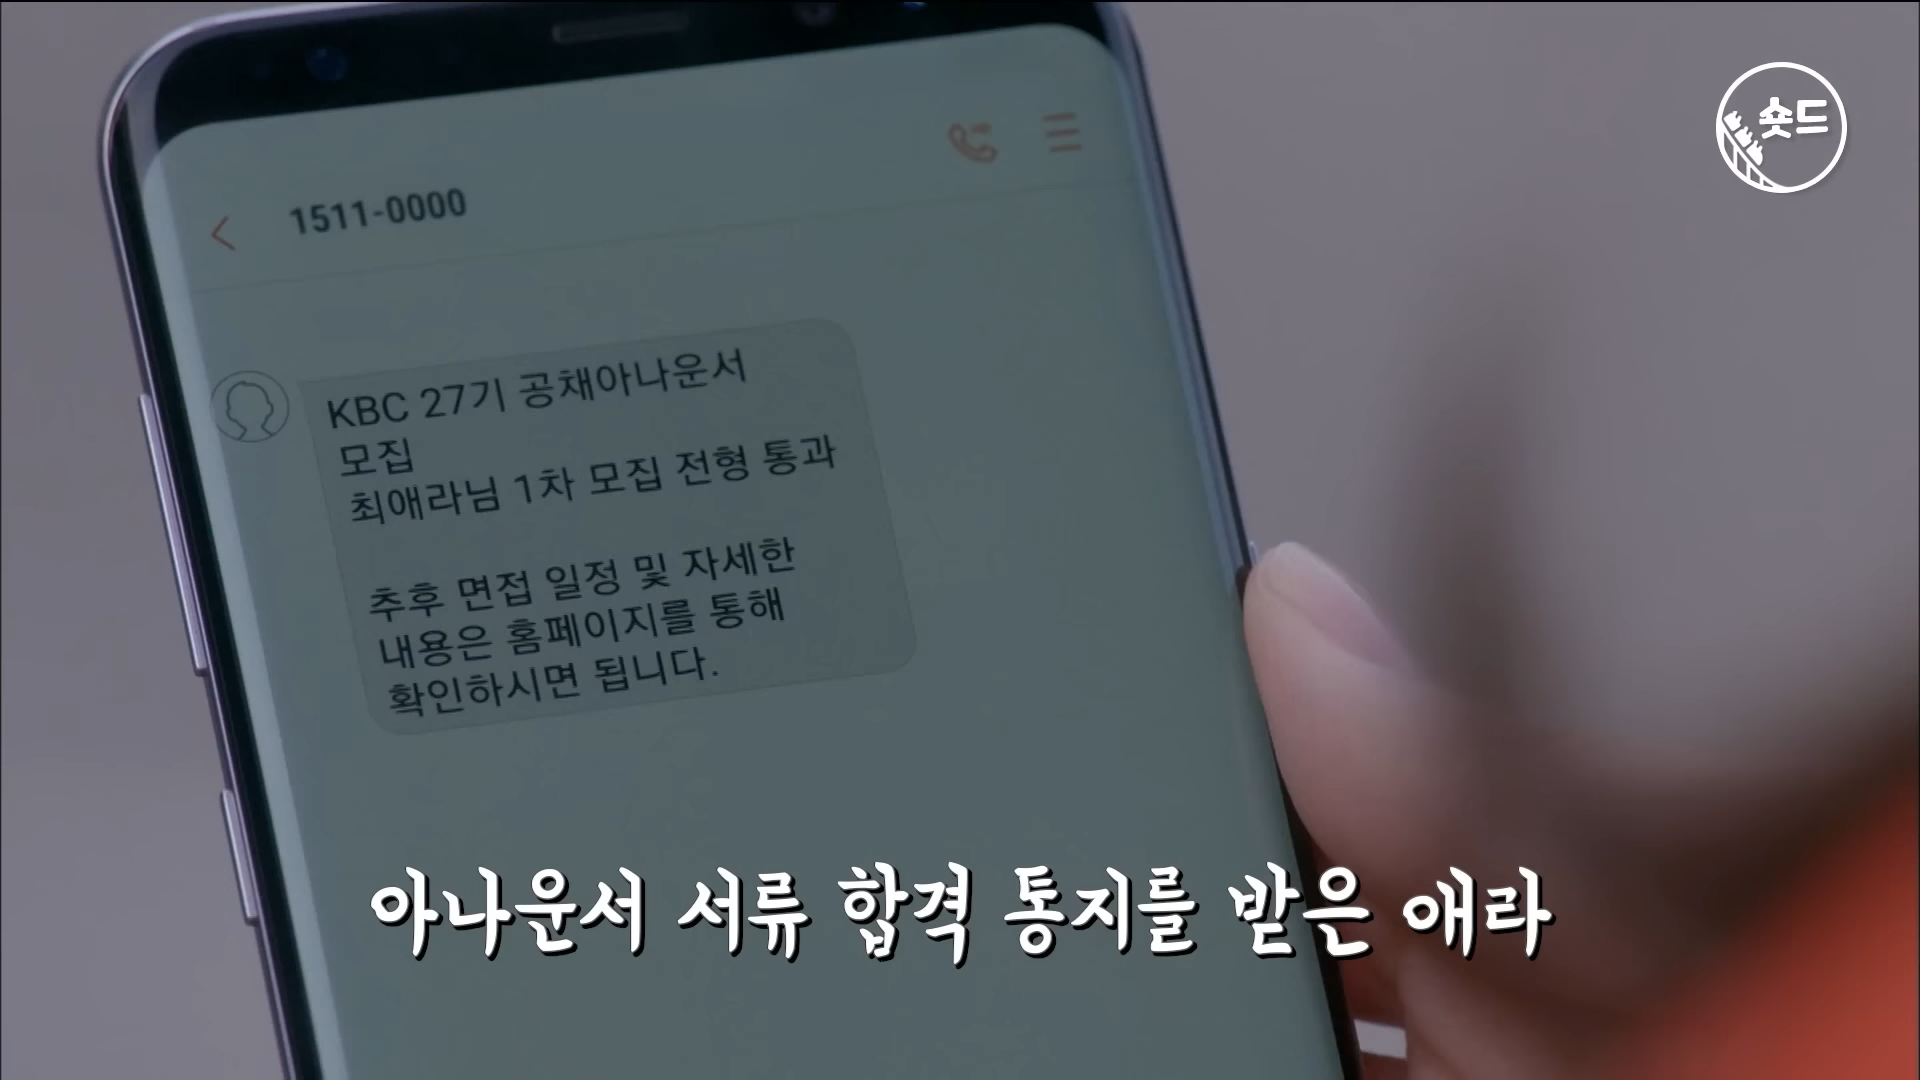 숏드
1511-0000
KBC 27기 공채아나운서
모집
최애라님 1차 모집 전형 통과
추후 면접 일정 및 자세한
내용은 홈페이지를 통해
확인하시면 됩니다.
아나운서 서류 합격 통지를 받은 애라